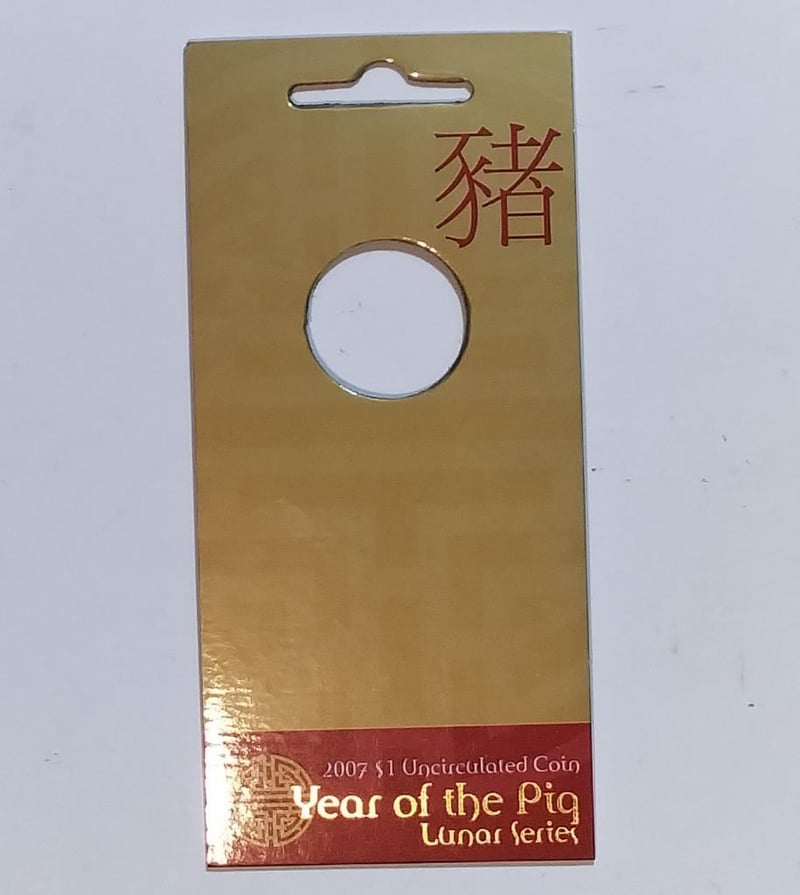 豬
2007 $1 Uncirculated Coin
Year of the Pig
Lunar Series